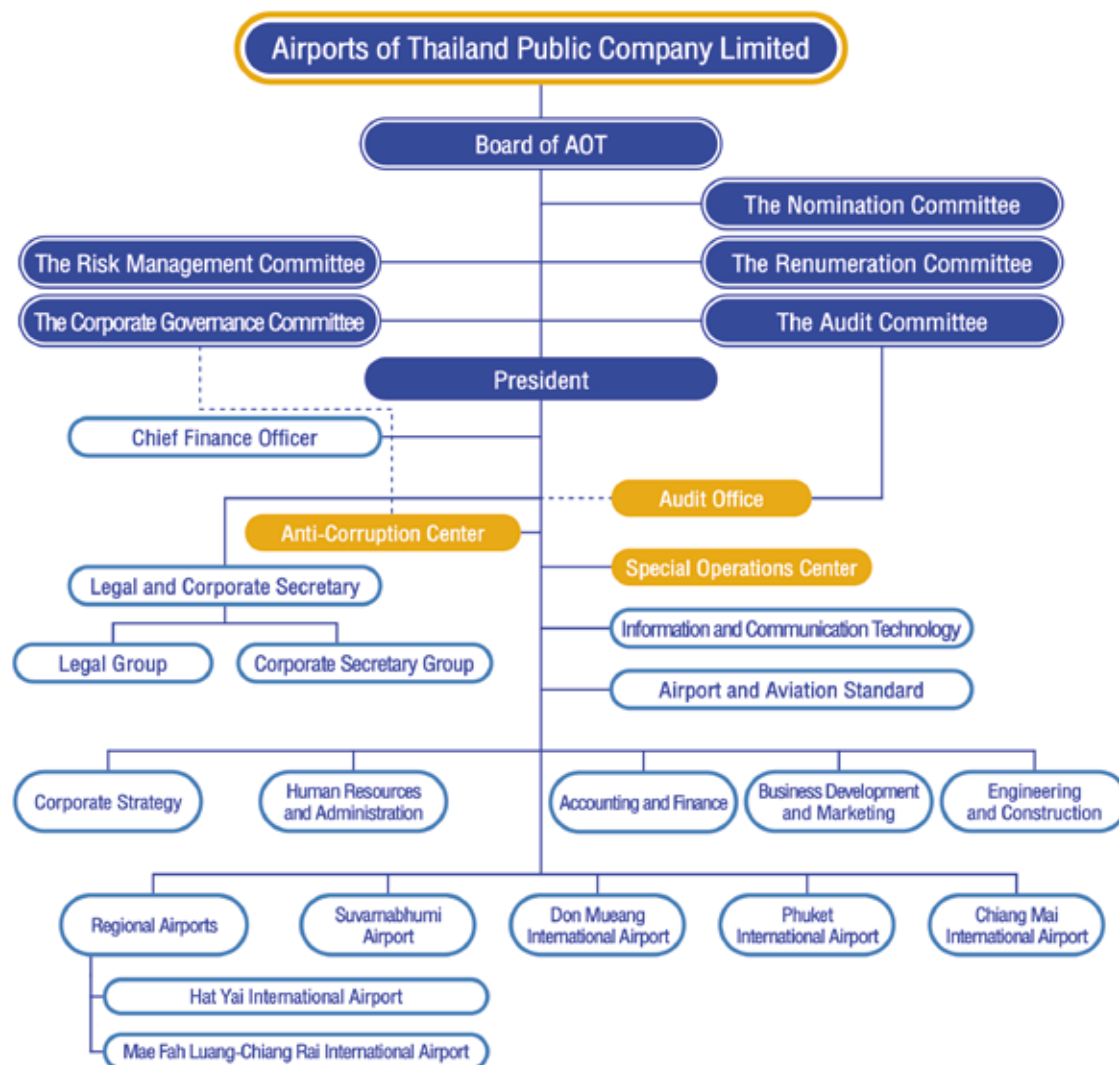 Airports of Thailand Public Company Limited
Board of AOT
The Nomination Committee
The Risk Management Committee
The Renumeration Committee
The Corporate Governance Committee
The Audit Committee
President
Chief Finance Officer
Audit Office
Anti-Corruption Center
Special Operations Center
Legal and Corporate Secretary
Information and Communication Technology
Legal Group
Corporate Secretary Group
Airport and Aviation Standard
Corporate Strategy
Human Resources
and Administration
Accounting and Finance
Business Development
and Marketing
Engineering
and Construction
Regional Airports
Suvarnabhumi
Airport
Don Mueang
International Airport
Phuket
International Airport
Chiang Mai
International Airport
Hat Yai International Airport
Mae Fah Luang-Chiang Rai International Airport